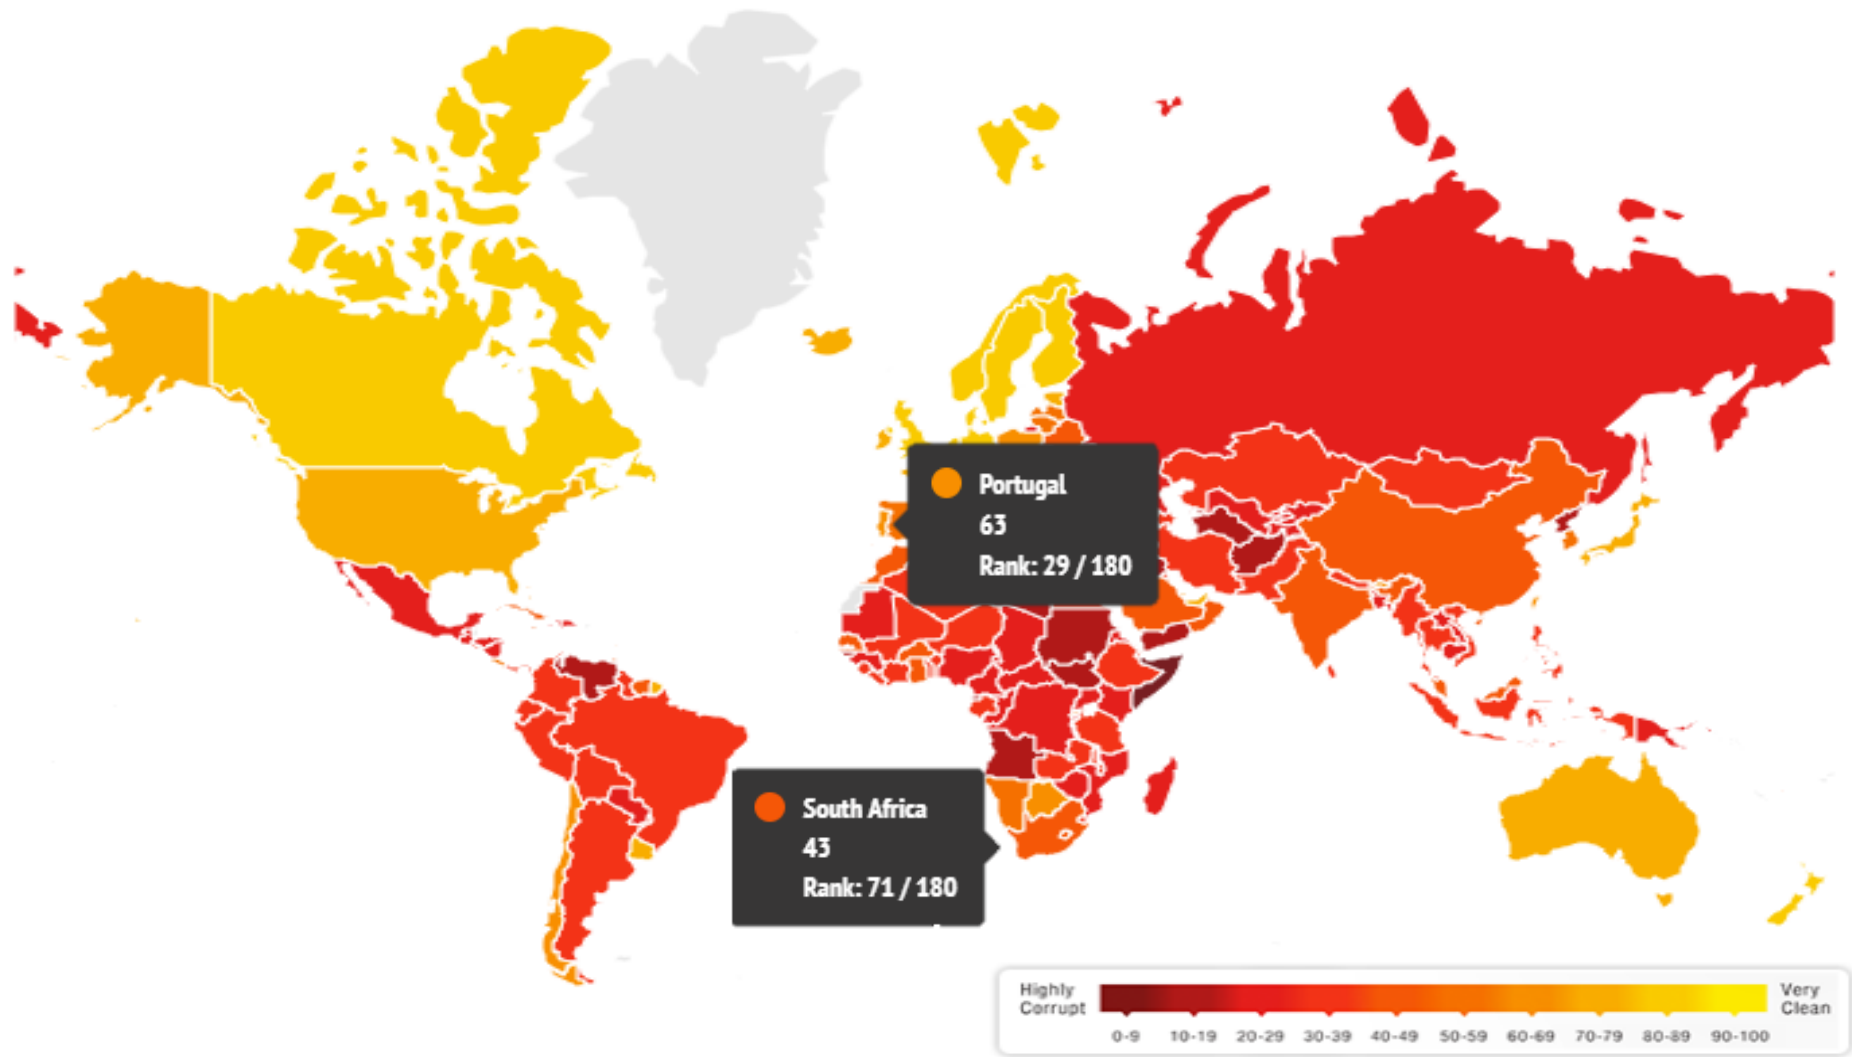 Portugal
63
Rank: 29 / 180
South Africa
43
Rank: 71 / 180
Highly
Corrupt
Very
Clean
0-9 10-19 20-29 30-39 40-49 50-59 60-69 70-79 80-89 90-100